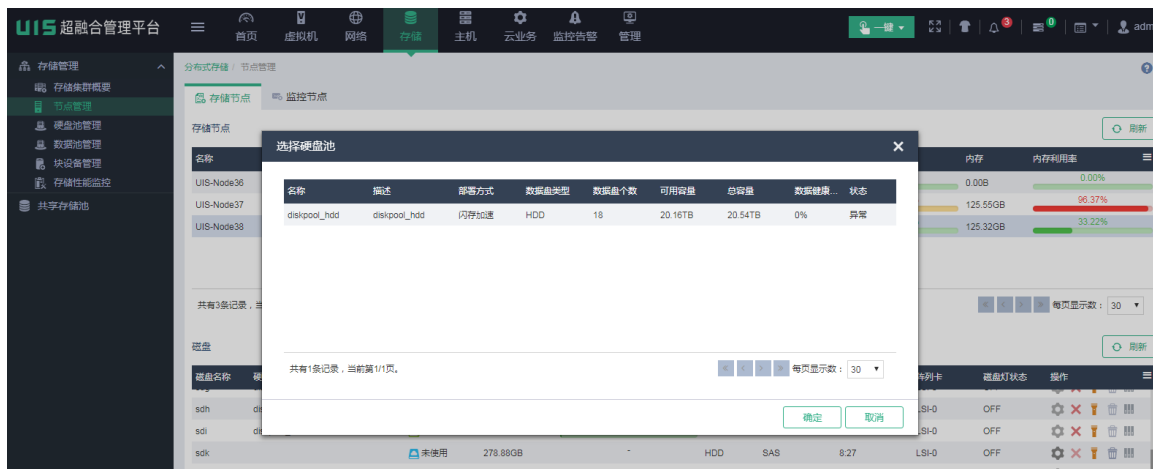 UIS 超融合管理平台
首页 虚拟机 网络 存储 主机 云业务 监控告警 管理
一键 3 0 adm
存储管理
存储集群概要
节点管理
硬盘池管理
数据池管理
块设备管理
存储性能监控
共享存储池
分布式存储 / 节点管理
存储节点 监控节点
存储节点 刷新
名称 内存 内存利用率
UIS-Node36 0.00B 0.00%
UIS-Node37 125.55GB 96.37%
UIS-Node38 125.32GB 33.22%
共有3条记录，当 每页显示数： 30
选择硬盘池
名称 描述 部署方式 数据盘类型 数据盘个数 可用容量 总容量 数据健康... 状态
diskpool_hdd diskpool_hdd 闪存加速 HDD 18 20.16TB 20.54TB 0% 异常
共有1条记录，当前第1/1页。 每页显示数： 30
确定 取消
磁盘 刷新
磁盘名称 阵列卡 磁盘灯状态 操作
sdh LSI-0 OFF
sdi LSI-0 OFF
sdk 未使用 278.88GB - HDD SAS 8:27 LSI-0 OFF